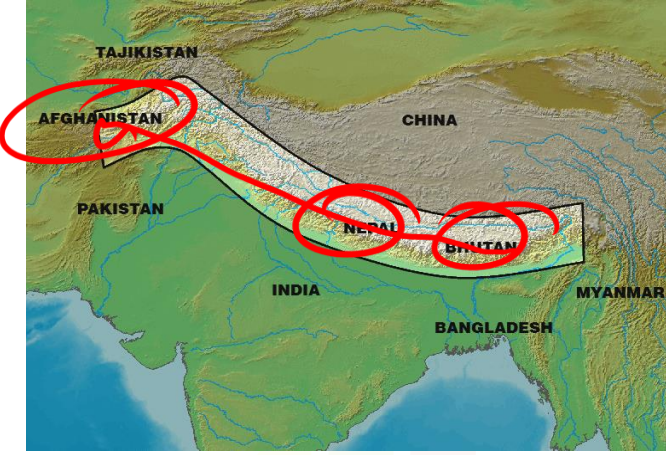 TAJIKISTAN
AFGHANISTAN
CHINA
PAKISTAN
NEPAL
BHUTAN
INDIA
MYANMAR
BANGLADESH